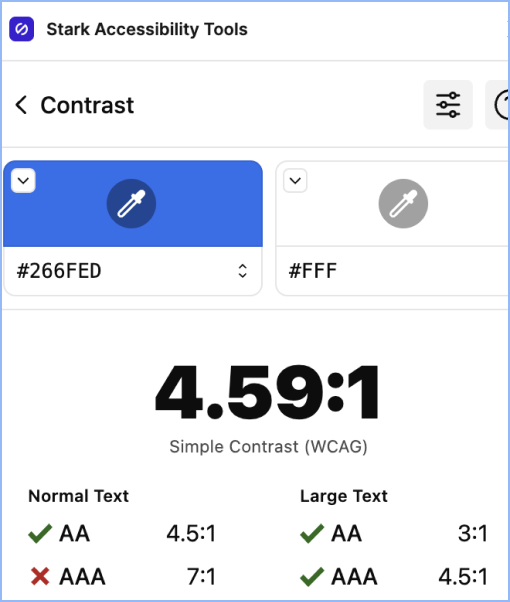 Stark Accessibility Tools
Contrast
#266FED
#FFF
4.59:1
Simple Contrast (WCAG)
Normal Text
Large Text
AA 4.5:1
AA 3:1
AAA 7:1
AAA 4.5:1